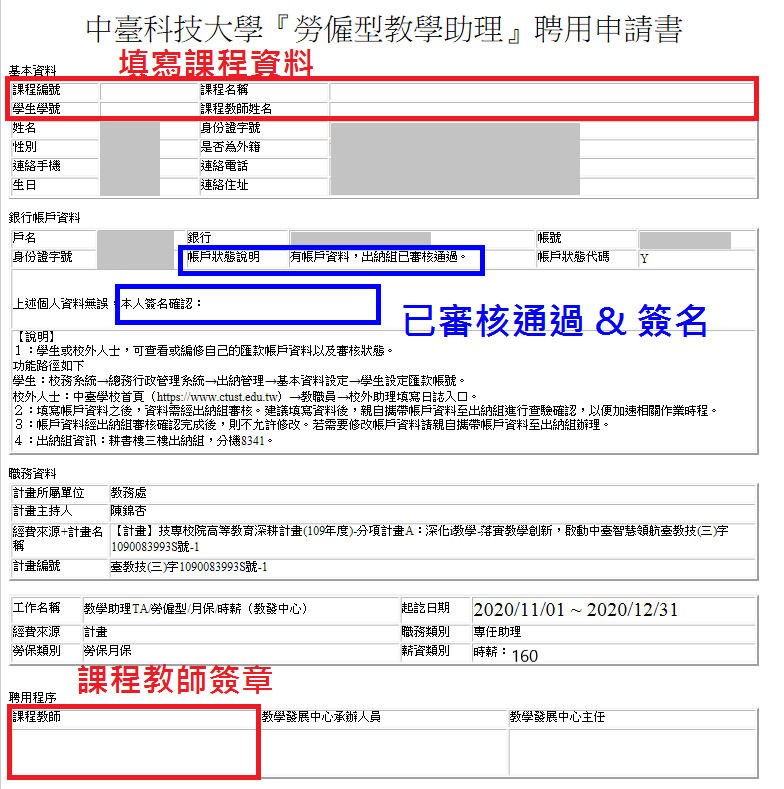 中臺科技大學『勞僱型教學助理』聘用申請書
填寫課程資料
基本資料
課程編號 課程名稱
學生學號 課程教師姓名
姓名 身份證字號
性別 是否為外籍
連絡手機 連絡電話
生日 連絡住址
銀行帳戶資料
戶名 銀行 帳號
身份證字號 帳戶狀態說明 有帳戶資料，出納組已審核通過。 帳戶狀態代碼 Y
上述個人資料無誤，本人簽名確認：
已審核通過 & 簽名
【說明】
１：學生或校外人士，可查看或編修自己的匯款帳戶資料以及審核狀態。
功能路徑如下
學生：校務系統→總務行政管理系統→出納管理→基本資料設定→學生設定匯款帳號。
校外人士：中臺學校首頁（https://www.ctust.edu.tw）→教職員→校外助理填寫日誌入口。
２：填寫帳戶資料之後，資料需經出納組審核。建議填寫資料後，親自攜帶帳戶資料至出納組進行查驗確認，以便加速相關作業時程。
３：帳戶資料經出納組審核確認完成後，則不允許修改。若需要修改帳戶資料請親自攜帶帳戶資料至出納組辦理。
４：出納組資訊：耕書樓三樓出納組，分機8341。
職務資料
計畫所屬單位 教務處
計畫主持人 陳錦杏
經費來源+計畫名稱 【計畫】技專校院高等教育深耕計畫(109年度)-分項計畫A：深化i教學-落實教學創新，啟動中臺智慧領航臺教技(三)字
1090083993S號-1
計畫編號 臺教技(三)字1090083993S號-1
工作名稱 教學助理TA/勞僱型/月保/時薪（教發中心） 起訖日期 2020/11/01 ~ 2020/12/31
經費來源 計畫 職務類別 專任助理
勞保類別 勞保月保 薪資類別 時薪：160
課程教師簽章
聘用程序
課程教師 教學發展中心承辦人員 教學發展中心主任